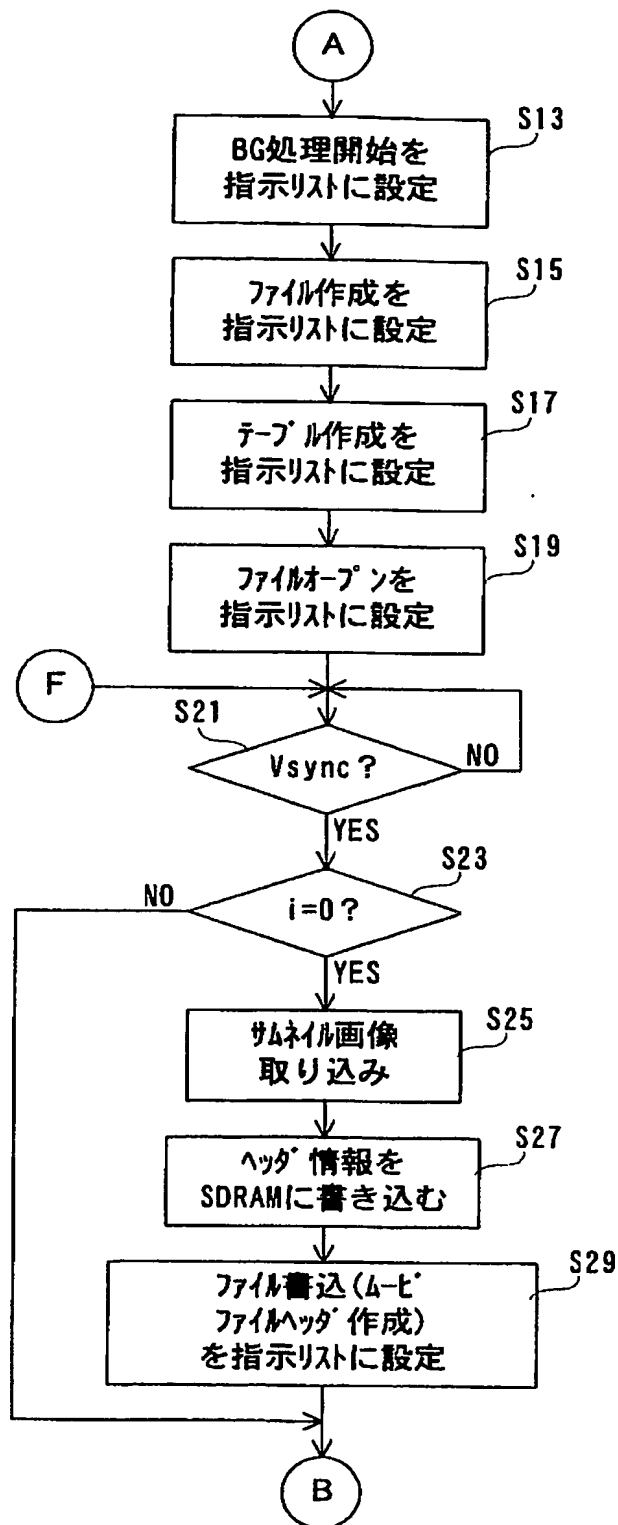 A
S13
BG処理開始を
指示リストに設定
S15
ファイル作成を
指示リストに設定
S17
テーブル作成を
指示リストに設定
S19
ファイルオープンを
指示リストに設定
F
S21
Vsync?
NO
YES
S23
i=0?
NO
YES
S25
サムネイル画像
取り込み
S27
ヘッダ情報を
SDRAMに書き込む
S29
ファイル書込(ムービ
ファイルヘッダ作成)
を指示リストに設定
B